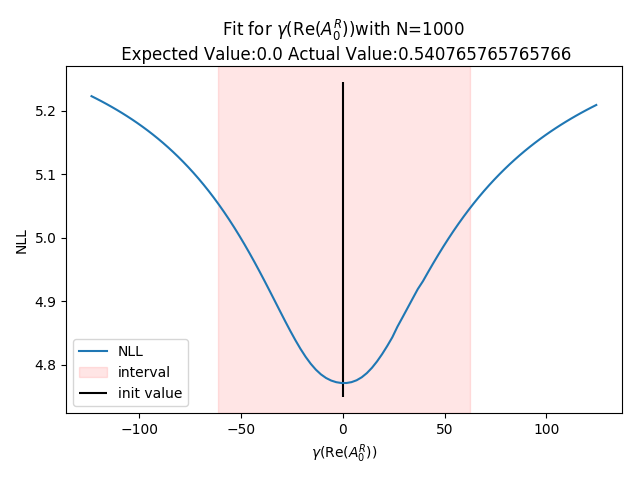 Fit for γ(Re(A₀ᴿ))with N=1000
Expected Value:0.0 Actual Value:0.540765765765766
5.2
5.1
5.0
4.9
4.8
NLL
NLL
interval
init value
−100
−50
0
50
100
γ(Re(A₀ᴿ))